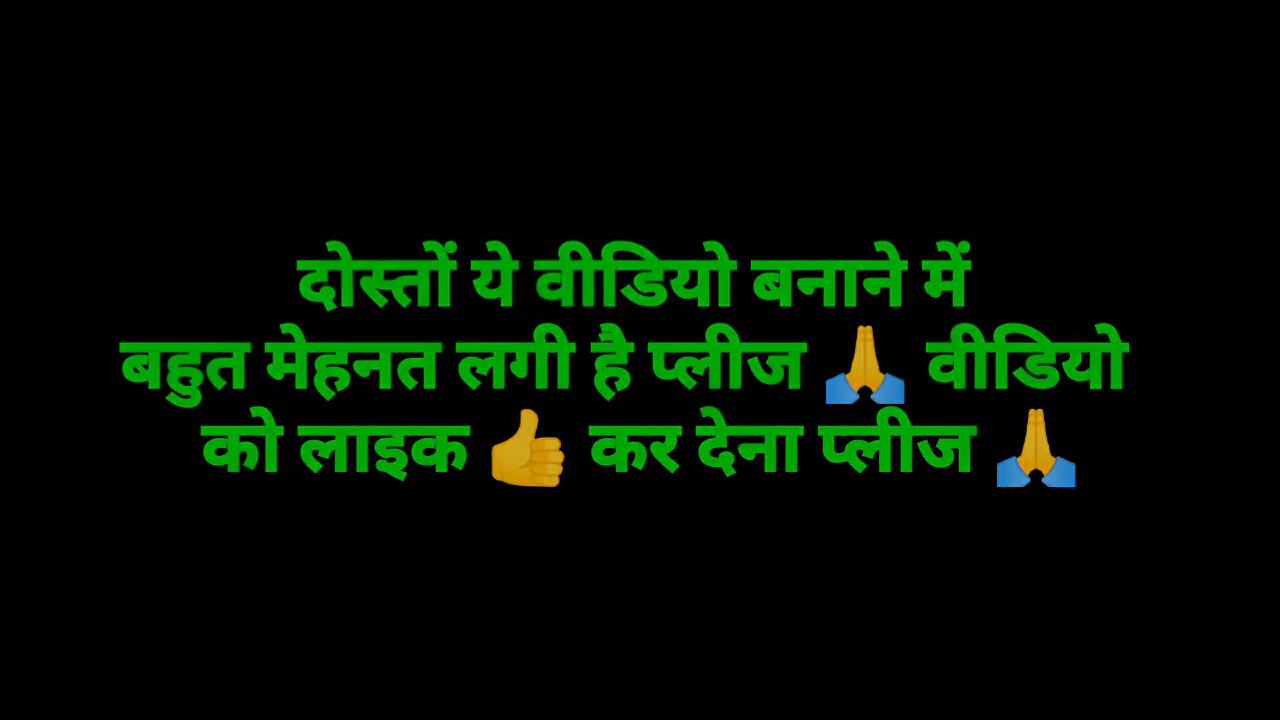 दोस्तों ये वीडियो बनाने में
बहुत मेहनत लगी है प्लीज 🙏 वीडियो
को लाइक 👍 कर देना प्लीज 🙏